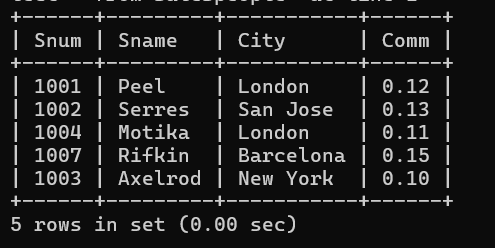 +------+---------+-----------+------+
| Snum | Sname   | City      | Comm |
+------+---------+-----------+------+
| 1001 | Peel    | London    | 0.12 |
| 1002 | Serres  | San Jose  | 0.13 |
| 1004 | Motika  | London    | 0.11 |
| 1007 | Rifkin  | Barcelona | 0.15 |
| 1003 | Axelrod | New York  | 0.10 |
+------+---------+-----------+------+
5 rows in set (0.00 sec)